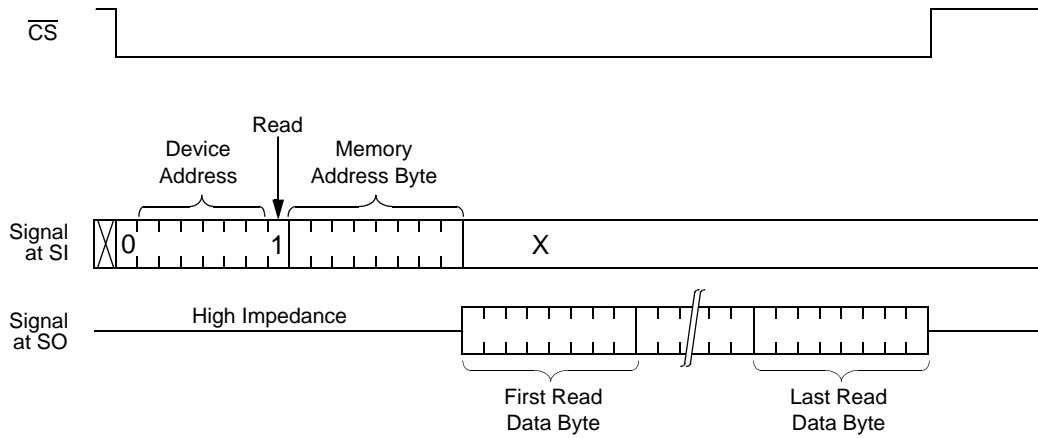 CS
Read
Device
Address
Memory
Address Byte
Signal
at SI
0
1
X
Signal
at SO
High Impedance
First Read
Data Byte
Last Read
Data Byte